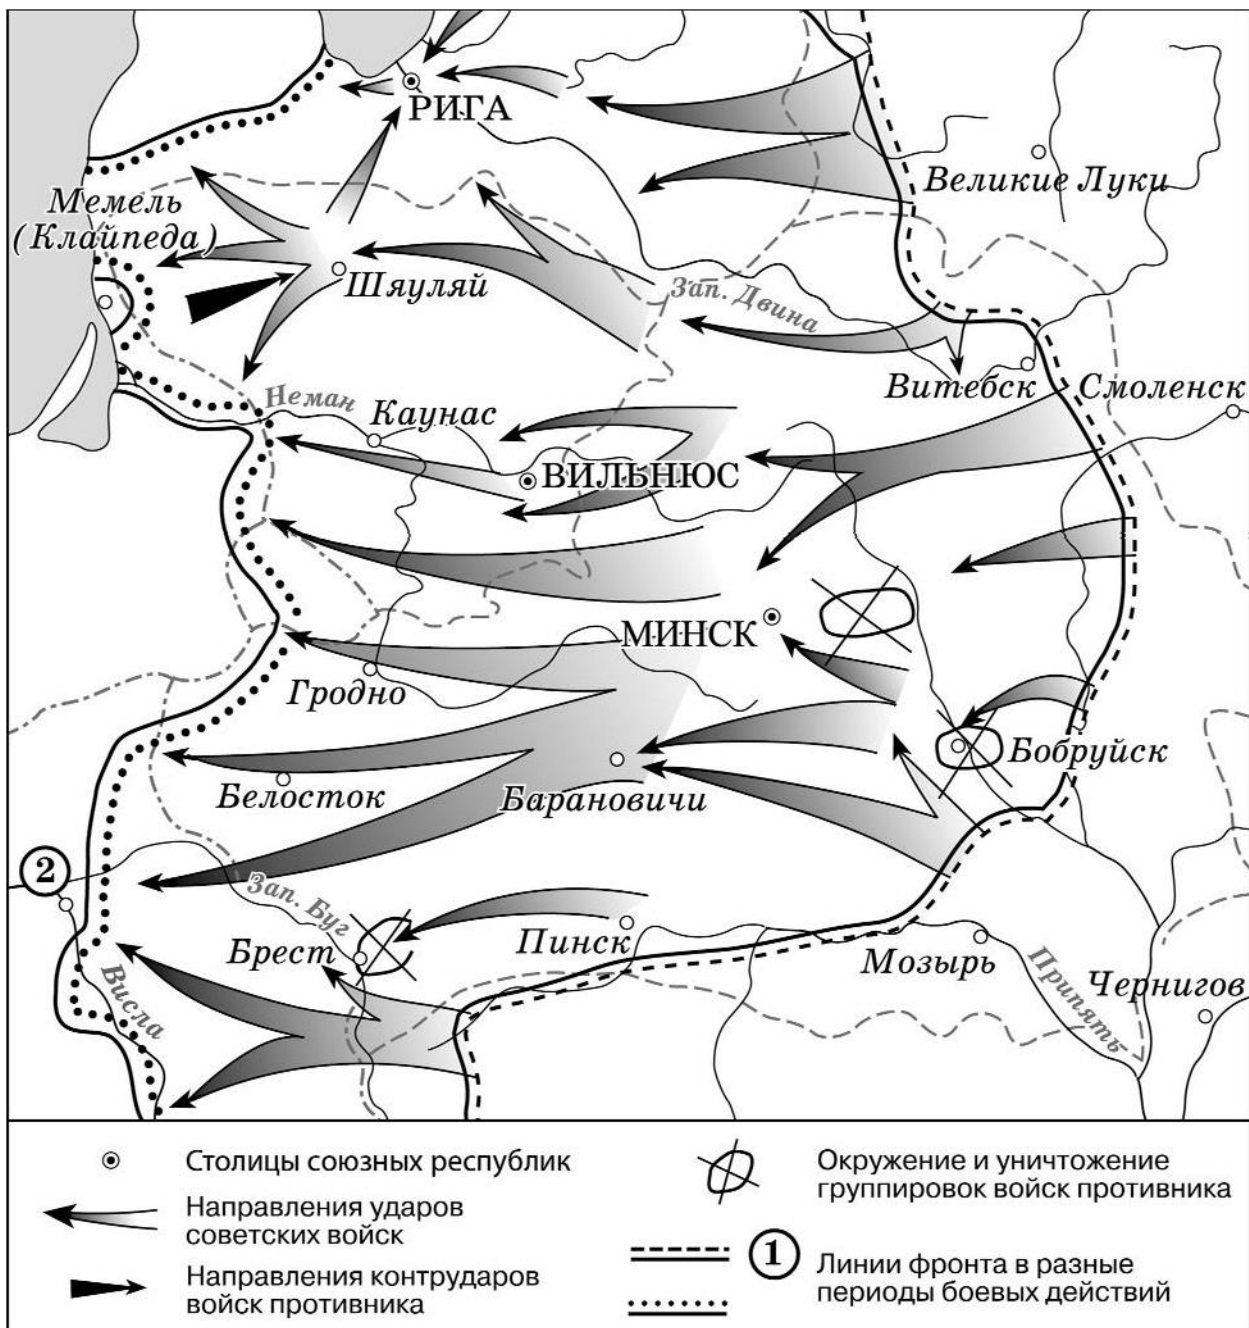 РИГА
Великие Луки
Мемель
(Клайпеда)
Шяуляй
Зап. Двина
Витебск
Смоленск
Неман
Каунас
ВИЛЬНЮС
МИНСК
Гродно
Бобруйск
Белосток
Барановичи
2
Зап. Буг
Брест
Пинск
Мозырь
Припять
Чернигов
Висла
Столицы союзных республик
Направления ударов
советских войск
Направления контрударов
войск противника
Окружение и уничтожение
группировок войск противника
1
Линии фронта в разные
периоды боевых действий